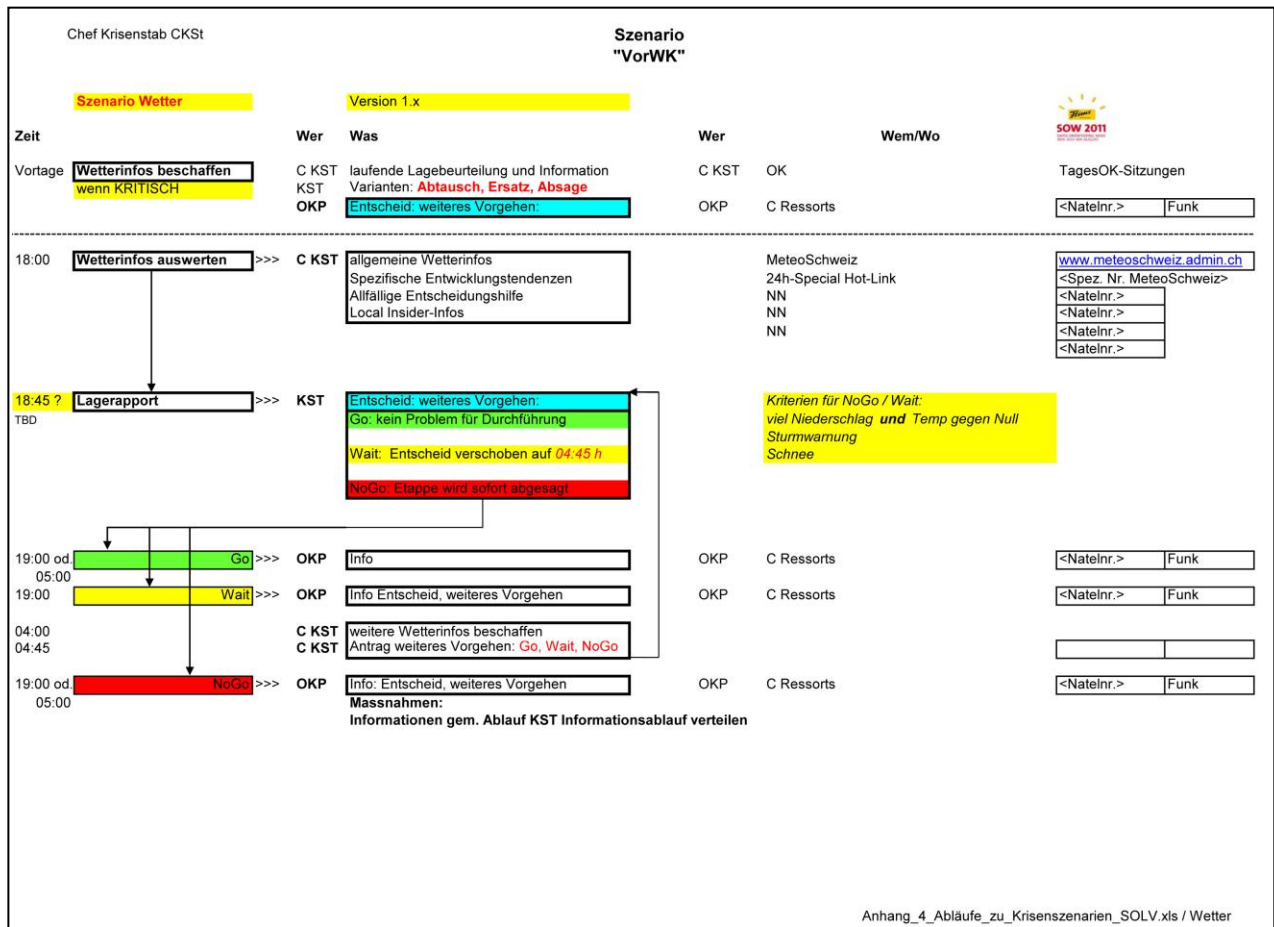 Chef Krisenstab CKSt
Szenario
"VorWK"
Szenario Wetter Version 1.x
SOW 2011
Zeit Wer Was Wer Wem/Wo
Vortage Wetterinfos beschaffen C KST laufende Lagebeurteilung und Information C KST OK TagesOK-Sitzungen
wenn KRITISCH KST Varianten: Abtausch, Ersatz, Absage
OKP Entscheid: weiteres Vorgehen: OKP C Ressorts <Natelnr.> Funk
18:00 Wetterinfos auswerten >>> C KST allgemeine Wetterinfos MeteoSchweiz www.meteoschweiz.admin.ch
Spezifische Entwicklungstendenzen 24h-Special Hot-Link <Spez. Nr. MeteoSchweiz>
Allfällige Entscheidungshilfe NN <Natelnr.>
Local Insider-Infos NN <Natelnr.>
NN <Natelnr.>
<Natelnr.>
18:45 ? Lagerapport >>> KST Entscheid: weiteres Vorgehen: Kriterien für NoGo / Wait:
TBD Go: kein Problem für Durchführung viel Niederschlag und Temp gegen Null
Sturmwarnung
Wait: Entscheid verschoben auf 04:45 h Schnee
NoGo: Etappe wird sofort abgesagt
19:00 od. Go >>> OKP Info OKP C Ressorts <Natelnr.> Funk
05:00
19:00 Wait >>> OKP Info Entscheid, weiteres Vorgehen OKP C Ressorts <Natelnr.> Funk
04:00 C KST weitere Wetterinfos beschaffen
04:45 C KST Antrag weiteres Vorgehen: Go, Wait, NoGo
19:00 od. NoGo >>> OKP Info: Entscheid, weiteres Vorgehen OKP C Ressorts <Natelnr.> Funk
05:00 Massnahmen:
Informationen gem. Ablauf KST Informationsablauf verteilen
Anhang_4_Abläufe_zu_Krisenszenarien_SOLV.xls / Wetter